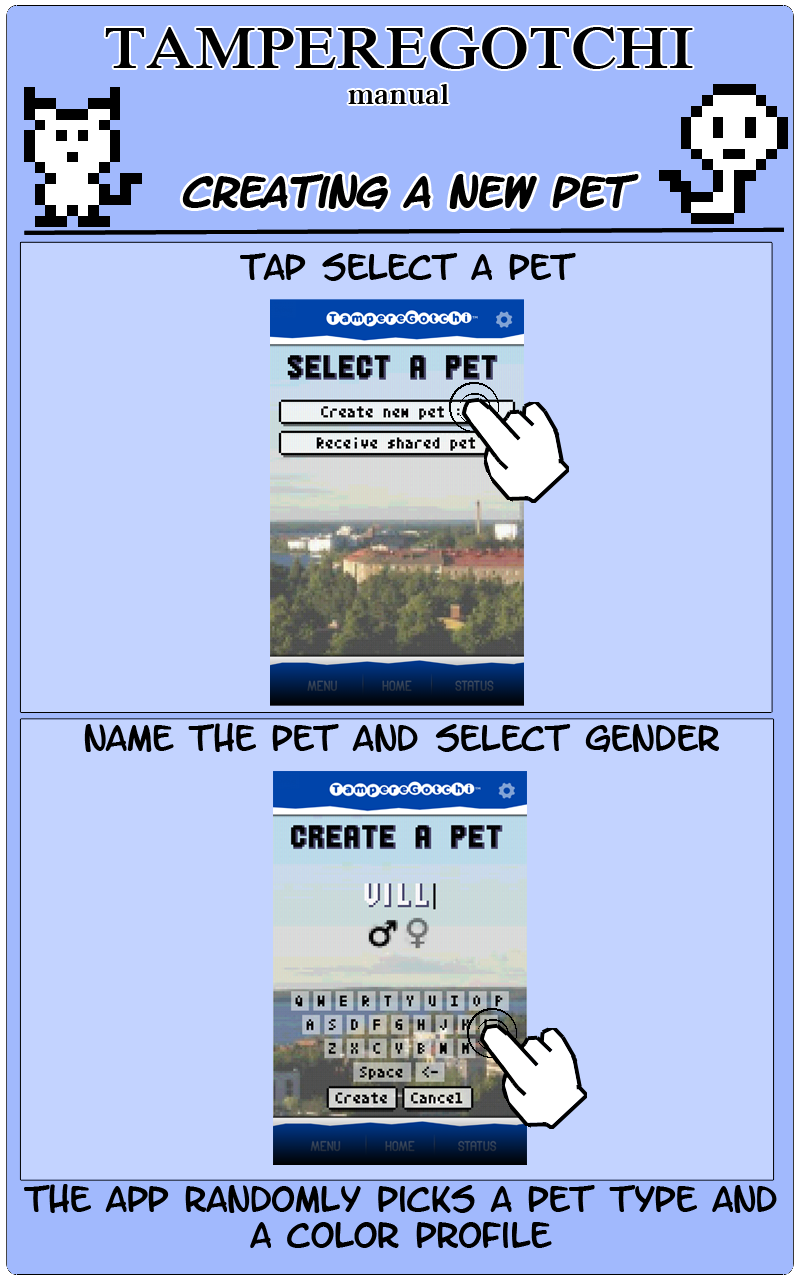 TAMPEREGOTCHI
manual
CREATING A NEW PET
TAP SELECT A PET
TampereGotchi™
SELECT A PET
Create new pet
Receive shared pet
MENU HOME STATUS
NAME THE PET AND SELECT GENDER
TampereGotchi™
CREATE A PET
VILL
♂ ♀
Q W E R T Y U I O P
A S D F G H J K L
Z X C V B N M
Space <-
Create Cancel
MENU HOME STATUS
THE APP RANDOMLY PICKS A PET TYPE AND
A COLOR PROFILE